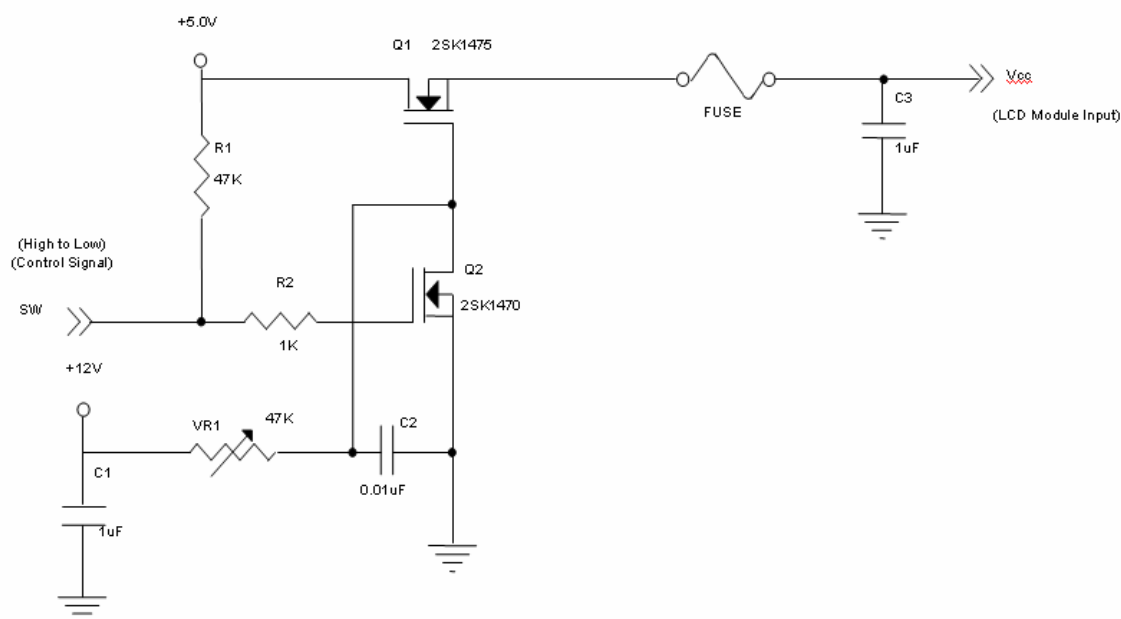 +5.0V
Q1 2SK1475
Vcc
FUSE
C3
(LCD Module Input)
R1
1uF
47K
(High to Low)
(Control Signal)
R2
Q2
SW
2SK1470
1K
+12V
VR1
47K
C2
C1
0.01uF
1uF